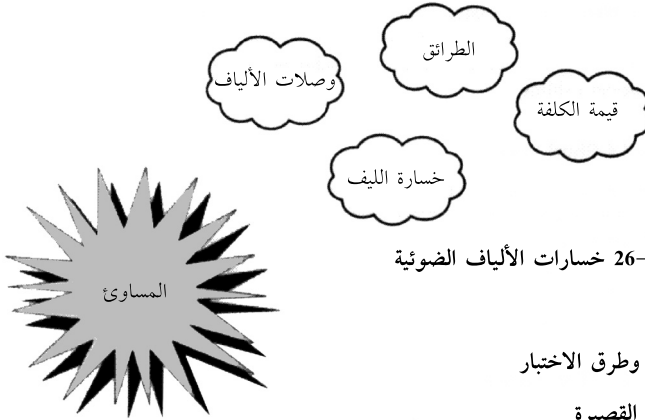 الطرائق
وصلات الألياف
قيمة الكلفة
خسارة الليف
-26 خسارات الألياف الضوئية
المساوئ
وطرق الاختبار
القصيرة